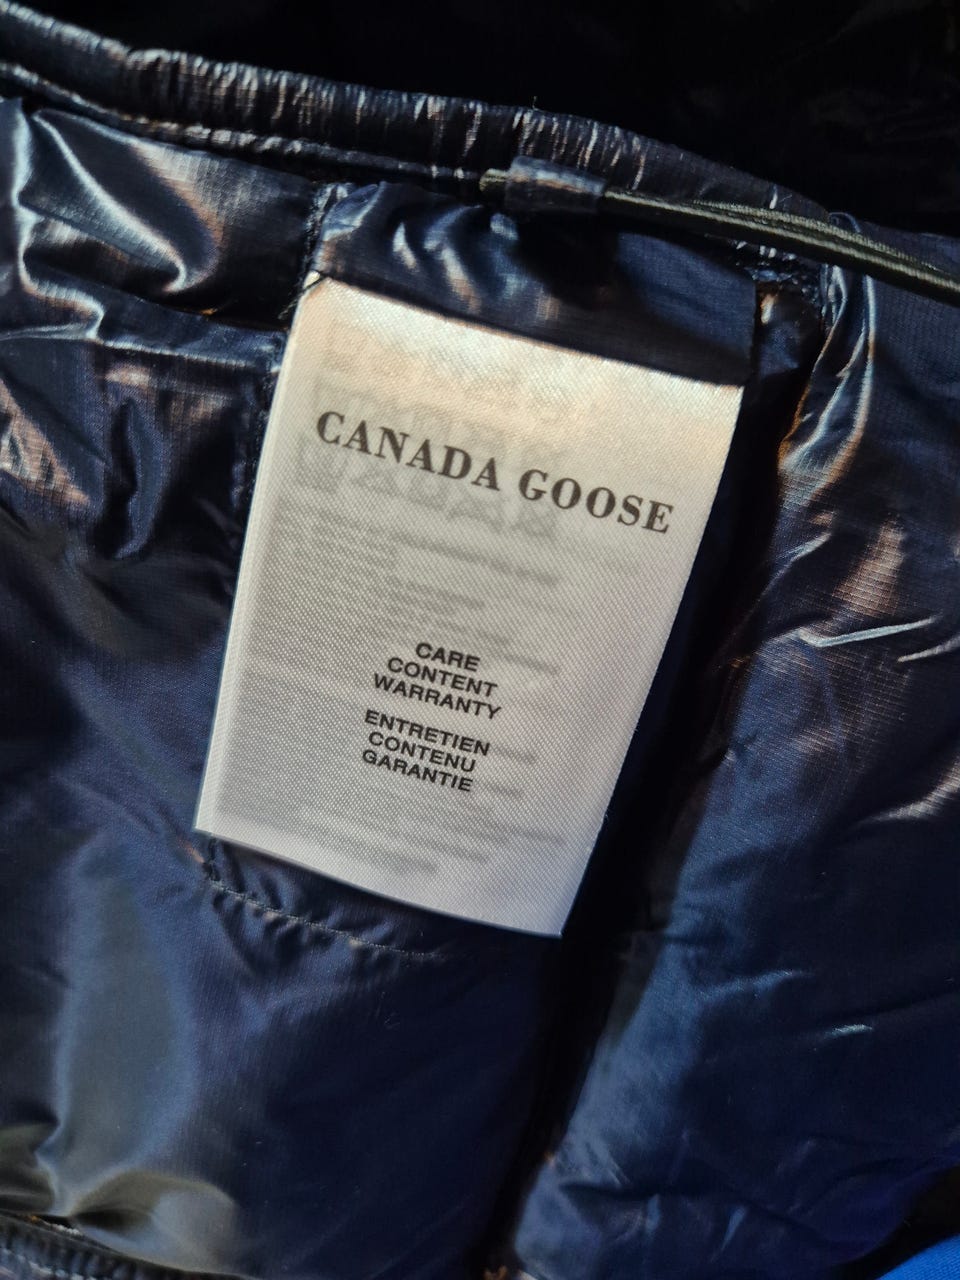 CANADA GOOSE
CARE
CONTENT
WARRANTY
ENTRETIEN
CONTENU
GARANTIE